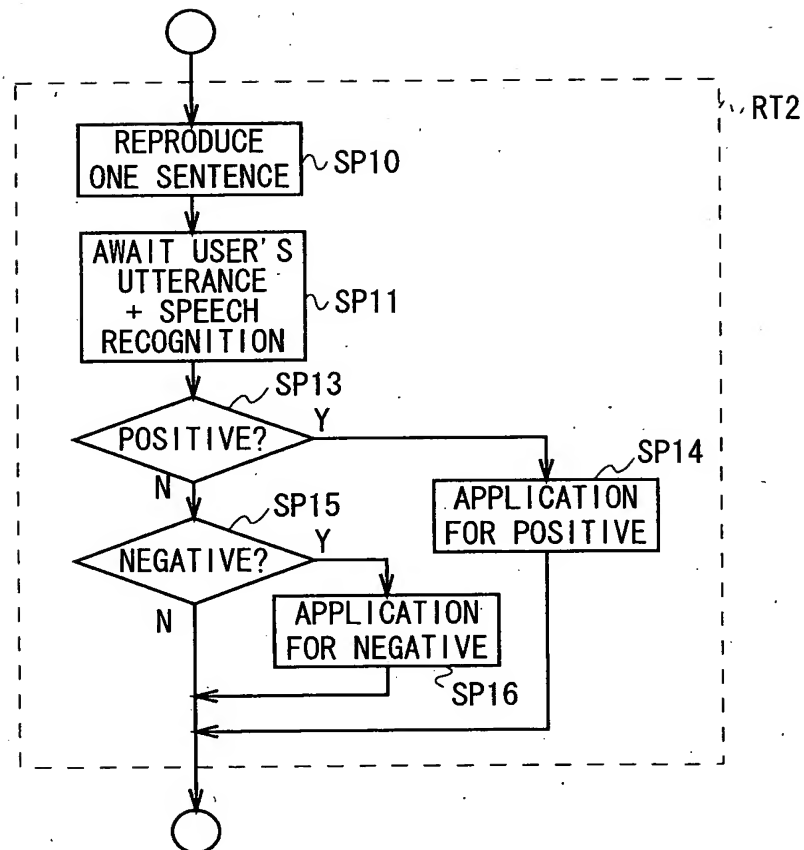 RT2
REPRODUCE
ONE SENTENCE
SP10
AWAIT USER'S
UTTERANCE
+ SPEECH
RECOGNITION
SP11
SP13
POSITIVE?
Y
N
SP14
APPLICATION
FOR POSITIVE
SP15
NEGATIVE?
Y
N
APPLICATION
FOR NEGATIVE
SP16